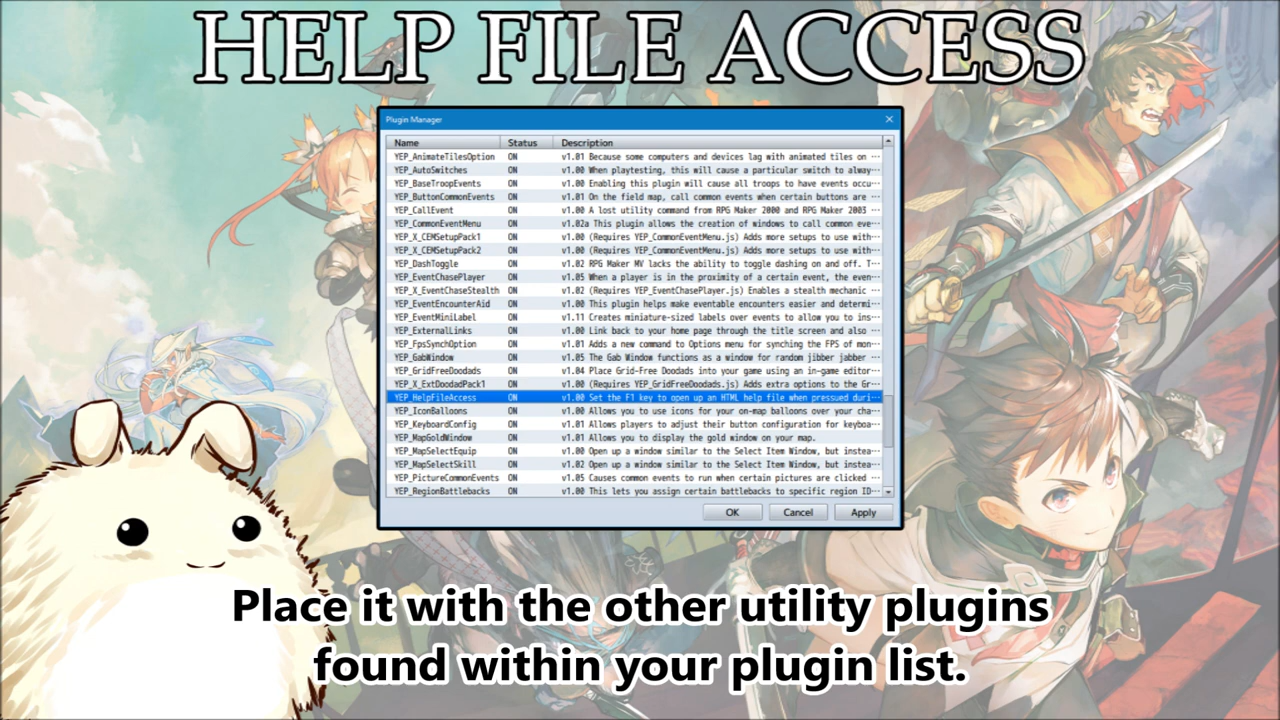 HELP FILE ACCESS
Plugin Manager
Name Status Description
YEP_AnimateTilesOption ON v1.01 Because some computers and devices lag with animated tiles on ···
YEP_AutoSwitches ON v1.00 When playtesting, this will cause a particular switch to alway···
YEP_BaseTroopEvents ON v1.00 Enabling this plugin will cause all troops to have events occu···
YEP_ButtonCommonEvents ON v1.01 On the field map, call common events when certain buttons are ···
YEP_CallEvent ON v1.00 A lost utility command from RPG Maker 2000 and RPG Maker 2003 ···
YEP_CommonEventMenu ON v1.02a This plugin allows the creation of windows to call common eve···
YEP_X_CEMSetupPack1 ON v1.00 (Requires YEP_CommonEventMenu.js) Adds more setups to use with···
YEP_X_CEMSetupPack2 ON v1.00 (Requires YEP_CommonEventMenu.js) Adds more setups to use with···
YEP_DashToggle ON v1.02 RPG Maker MV lacks the ability to toggle dashing on and off. T···
YEP_EventChasePlayer ON v1.05 When a player is in the proximity of a certain event, the even···
YEP_X_EventChaseStealth ON v1.02 (Requires YEP_EventChasePlayer.js) Enables a stealth mechanic ···
YEP_EventEncounterAid ON v1.00 This plugin helps make eventable encounters easier and determi···
YEP_EventMiniLabel ON v1.11 Creates miniature-sized labels over events to allow you to ins···
YEP_ExternalLinks ON v1.00 Link back to your home page through the title screen and also ···
YEP_FpsSynchOption ON v1.01 Adds a new command to Options menu for synching the FPS of mon···
YEP_GabWindow ON v1.05 The Gab Window functions as a window for random jibber jabber ···
YEP_GridFreeDoodads ON v1.04 Place Grid-Free Doodads into your game using an in-game editor···
YEP_X_ExtDoodadPack1 ON v1.00 (Requires YEP_GridFreeDoodads.js) Adds extra options to the Gr···
YEP_HelpFileAccess ON v1.00 Set the F1 key to open up an HTML help file when pressued duri···
YEP_IconBalloons ON v1.00 Allows you to use icons for your on-map balloons over your cha···
YEP_KeyboardConfig ON v1.01 Allows players to adjust their button configuration for keyboa···
YEP_MapGoldWindow ON v1.01 Allows you to display the gold window on your map.
YEP_MapSelectEquip ON v1.00 Open up a window similar to the Select Item Window, but instea···
YEP_MapSelectSkill ON v1.02 Open up a window similar to the Select Item Window, but instea···
YEP_PictureCommonEvents ON v1.05 Causes common events to run when certain pictures are clicked ···
YEP_RegionBattlebacks ON v1.00 This lets you assign certain battlebacks to specific region ID···
OK Cancel Apply
Place it with the other utility plugins
found within your plugin list.